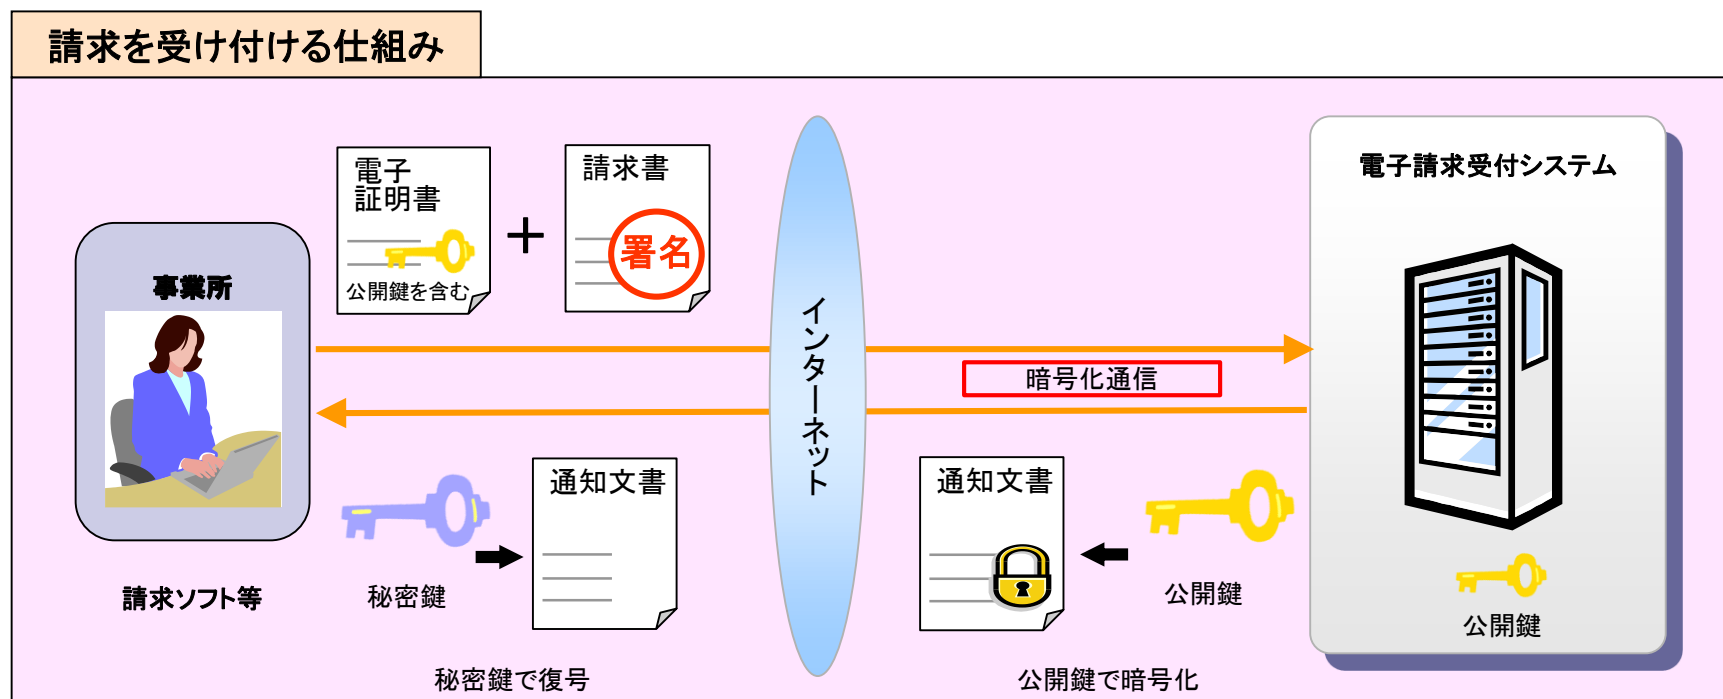 請求を受け付ける仕組み
電子
証明書
公開鍵を含む
+
請求書
署名
電子請求受付システム
事業所
インターネット
暗号化通信
通知文書
通知文書
請求ソフト等
秘密鍵
公開鍵
公開鍵
秘密鍵で復号
公開鍵で暗号化